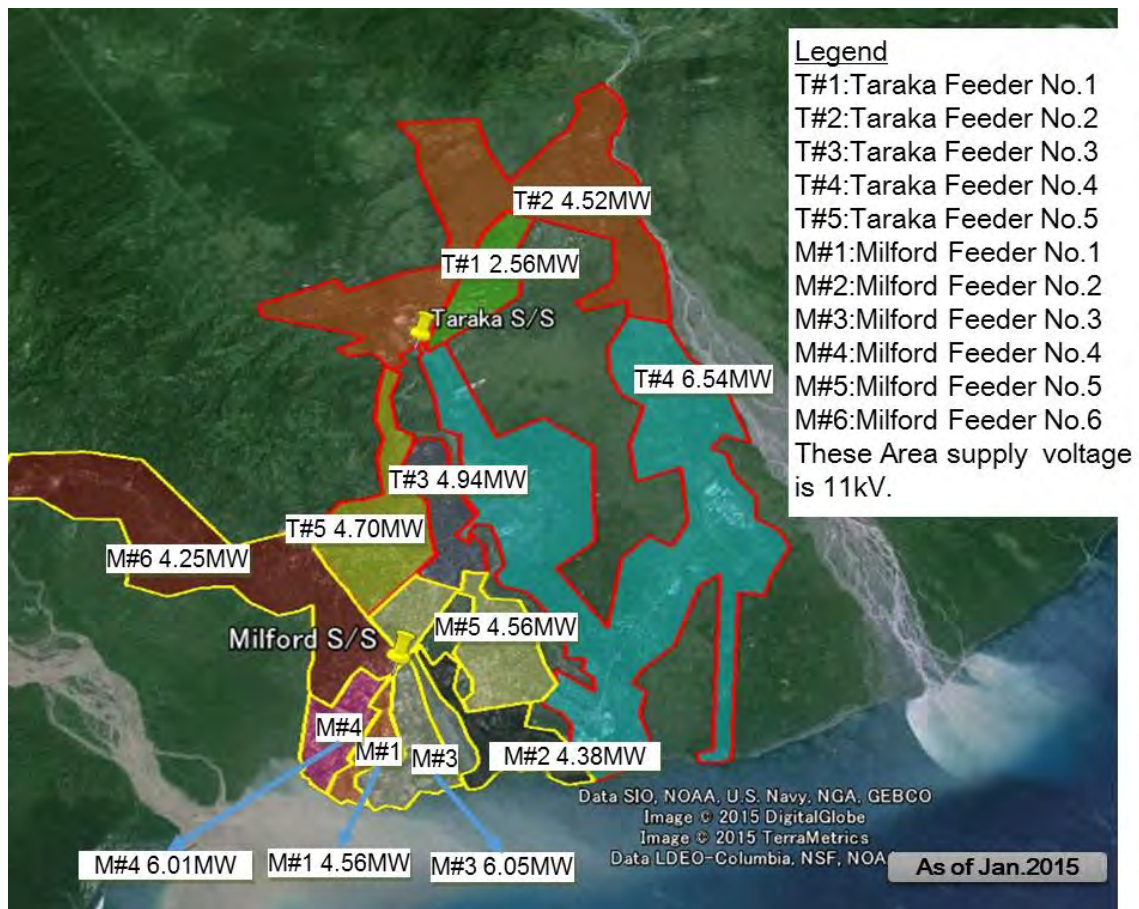 Legend
T#1:Taraka Feeder No.1
T#2:Taraka Feeder No.2
T#3:Taraka Feeder No.3
T#4:Taraka Feeder No.4
T#5:Taraka Feeder No.5
M#1:Milford Feeder No.1
M#2:Milford Feeder No.2
M#3:Milford Feeder No.3
M#4:Milford Feeder No.4
M#5:Milford Feeder No.5
M#6:Milford Feeder No.6
These Area supply voltage
is 11kV.
T#2 4.52MW
T#1 2.56MW
Taraka S/S
T#4 6.54MW
T#3 4.94MW
T#5 4.70MW
M#6 4.25MW
M#5 4.56MW
Milford S/S
M#4
M#1
M#3
M#2 4.38MW
Data SIO, NOAA, U.S. Navy, NGA, GEBCO
Image © 2015 DigitalGlobe
Image © 2015 TerraMetrics
Data LDEO-Columbia, NSF,
M#4 6.01MW
M#1 4.56MW
M#3 6.05MW
As of Jan.2015